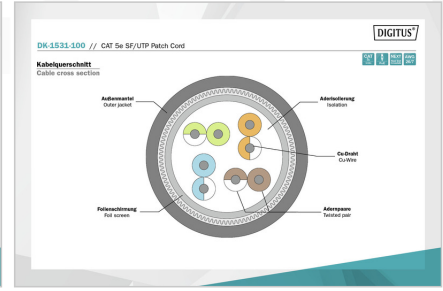 DIGITUS®
DK-1531-100 // CAT 5e SF/UTP Patch Cord
Kabelquerschnitt
Cable cross section
Außenmantel
Outer jacket
Aderisolierung
Isolation
Cu-Draht
Cu-Wire
Folienschirmung
Foil screen
Adernpaare
Twisted pair